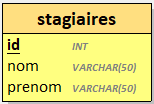 stagiaires
id INT
nom VARCHAR(50)
prenom VARCHAR(50)